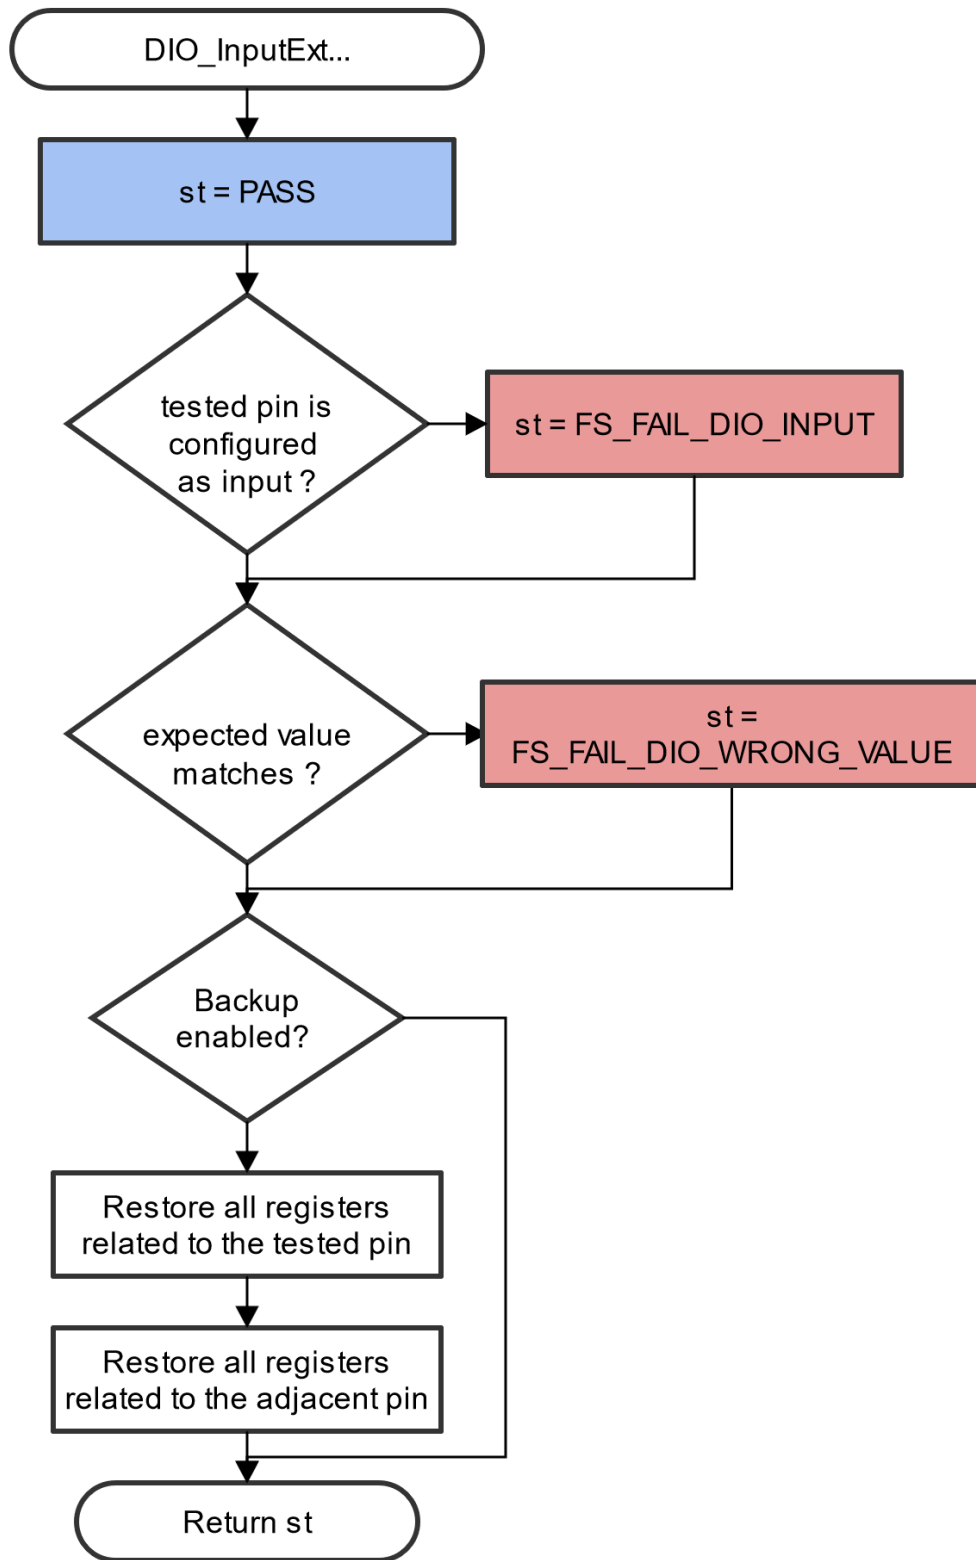 DIO_InputExt...
st = PASS
tested pin is
configured
as input ?
st = FS_FAIL_DIO_INPUT
expected value
matches ?
st =
FS_FAIL_DIO_WRONG_VALUE
Backup
enabled?
Restore all registers
related to the tested pin
Restore all registers
related to the adjacent pin
Return st